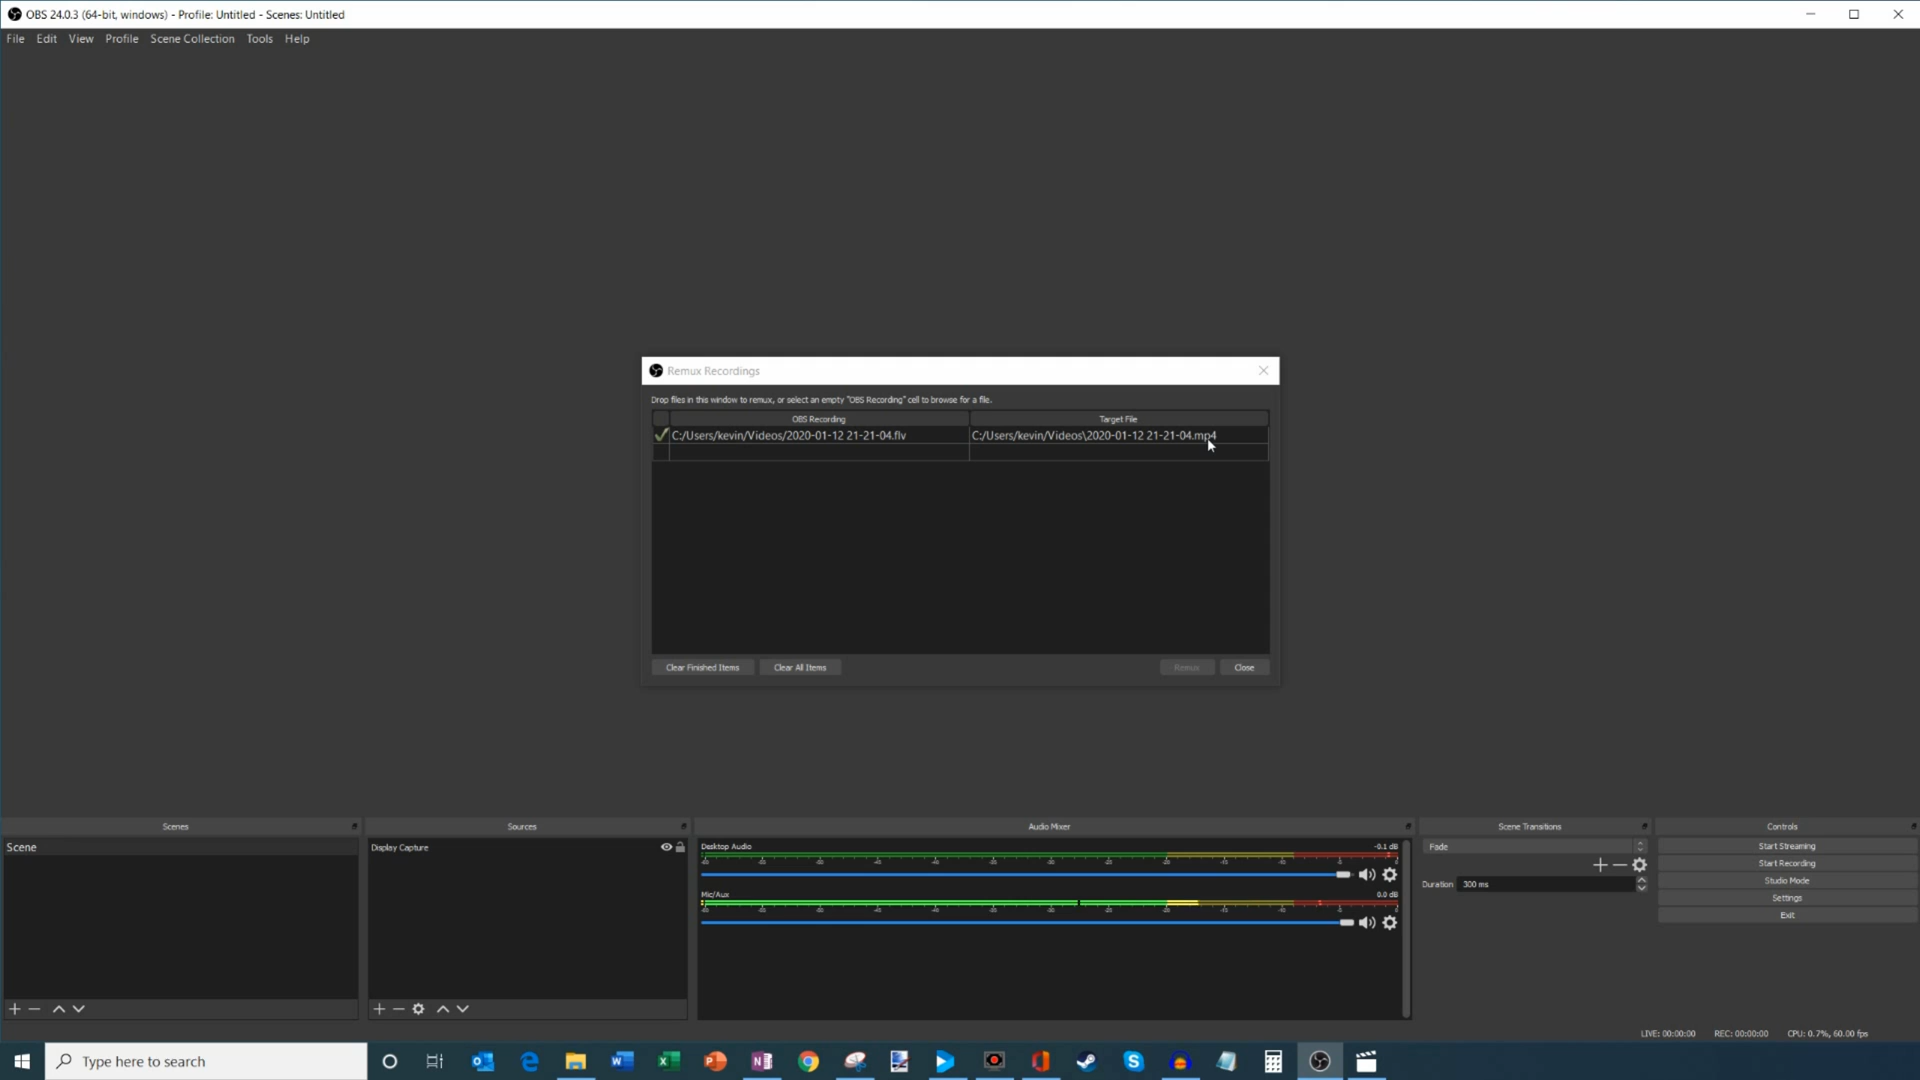 OBS 24.0.3 (64-bit, windows) - Profile: Untitled - Scenes: Untitled
File Edit View Profile Scene Collection Tools Help
Remux Recordings
Drop files in this window to remux, or select an empty "OBS Recording" cell to browse for a file.
OBS Recording Target File
C:/Users/kevin/Videos/2020-01-12 21-21-04.flv C:/Users/kevin/Videos\2020-01-12 21-21-04.mp4
Clear Finished Items Clear All Items Remux Close
Scenes Sources Audio Mixer Scene Transitions Controls
Scene Display Capture Desktop Audio -0.1 dB Fade Start Streaming
Start Recording
Studio Mode
Duration 300 ms
Mic/Aux 0.0 dB Settings
Exit
LIVE: 00:00:00 REC: 00:00:00 CPU: 0.7%, 60.00 fps
Type here to search